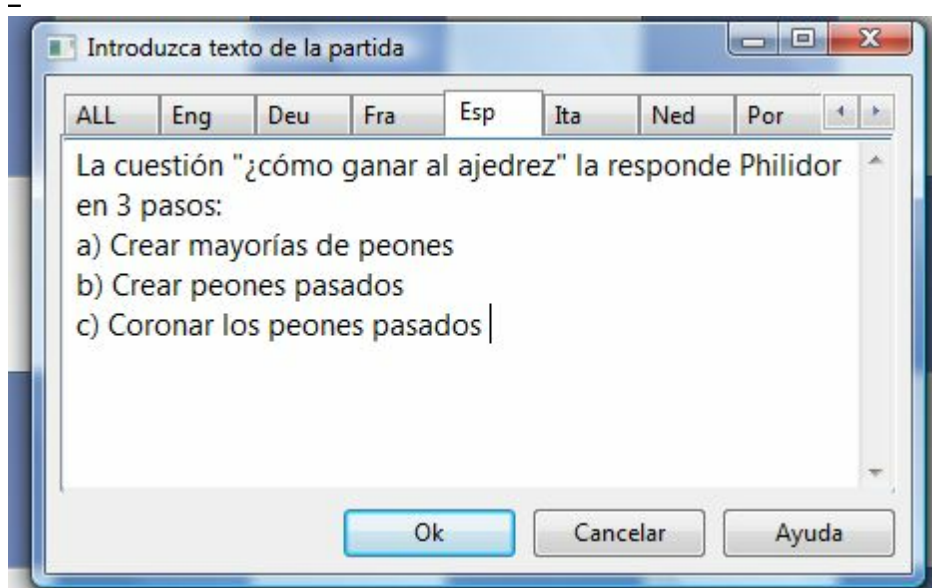 Introduzca texto de la partida
ALL Eng Deu Fra Esp Ita Ned Por
La cuestión "¿cómo ganar al ajedrez" la responde Philidor
en 3 pasos:
a) Crear mayorías de peones
b) Crear peones pasados
c) Coronar los peones pasados
Ok Cancelar Ayuda